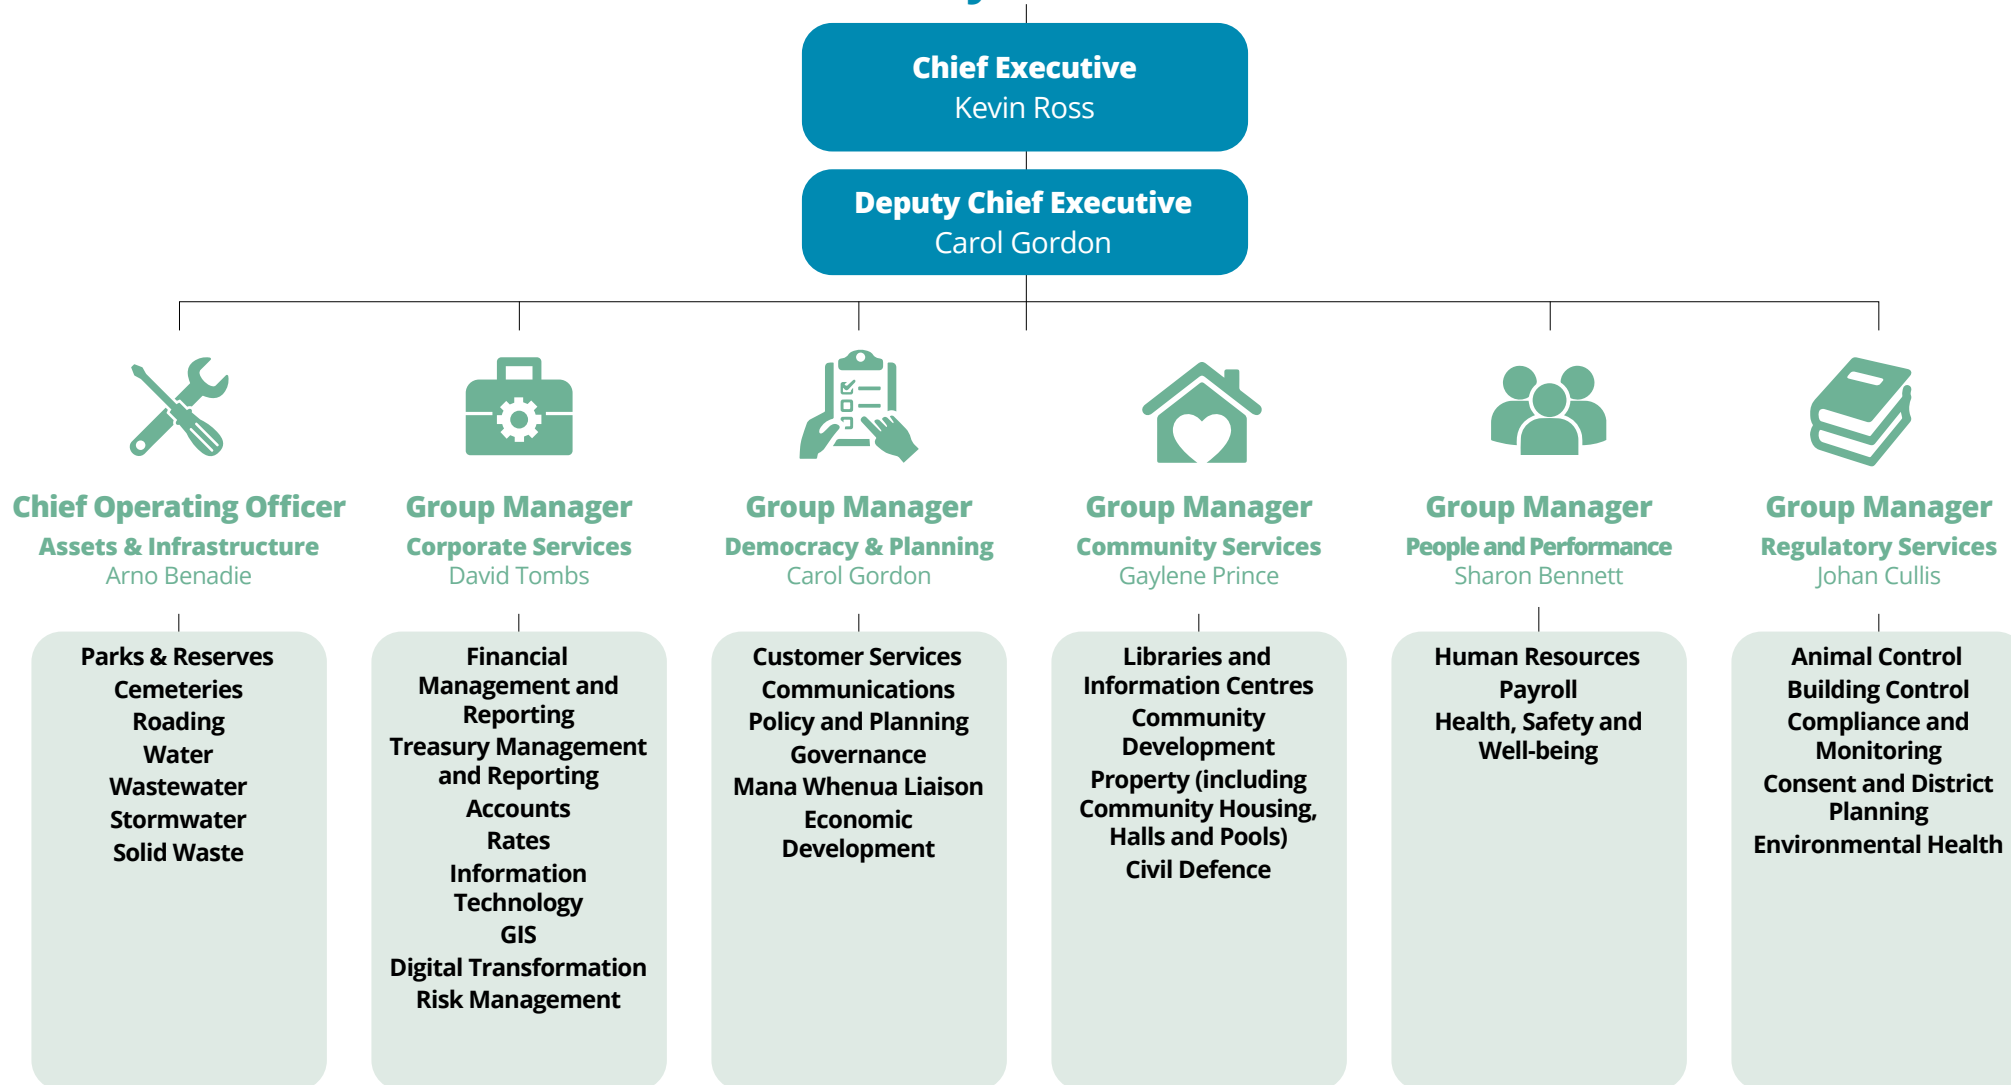 Chief Executive
Kevin Ross
Deputy Chief Executive
Carol Gordon
Chief Operating Officer
Assets & Infrastructure
Arno Benadie
Parks & Reserves
Cemeteries
Roading
Water
Wastewater
Stormwater
Solid Waste
Group Manager
Corporate Services
David Tombs
Financial
Management and
Reporting
Treasury Management
and Reporting
Accounts
Rates
Information
Technology
GIS
Digital Transformation
Risk Management
Group Manager
Democracy & Planning
Carol Gordon
Customer Services
Communications
Policy and Planning
Governance
Mana Whenua Liaison
Economic
Development
Group Manager
Community Services
Gaylene Prince
Libraries and
Information Centres
Community
Development
Property (including
Community Housing,
Halls and Pools)
Civil Defence
Group Manager
People and Performance
Sharon Bennett
Human Resources
Payroll
Health, Safety and
Well-being
Group Manager
Regulatory Services
Johan Cullis
Animal Control
Building Control
Compliance and
Monitoring
Consent and District
Planning
Environmental Health